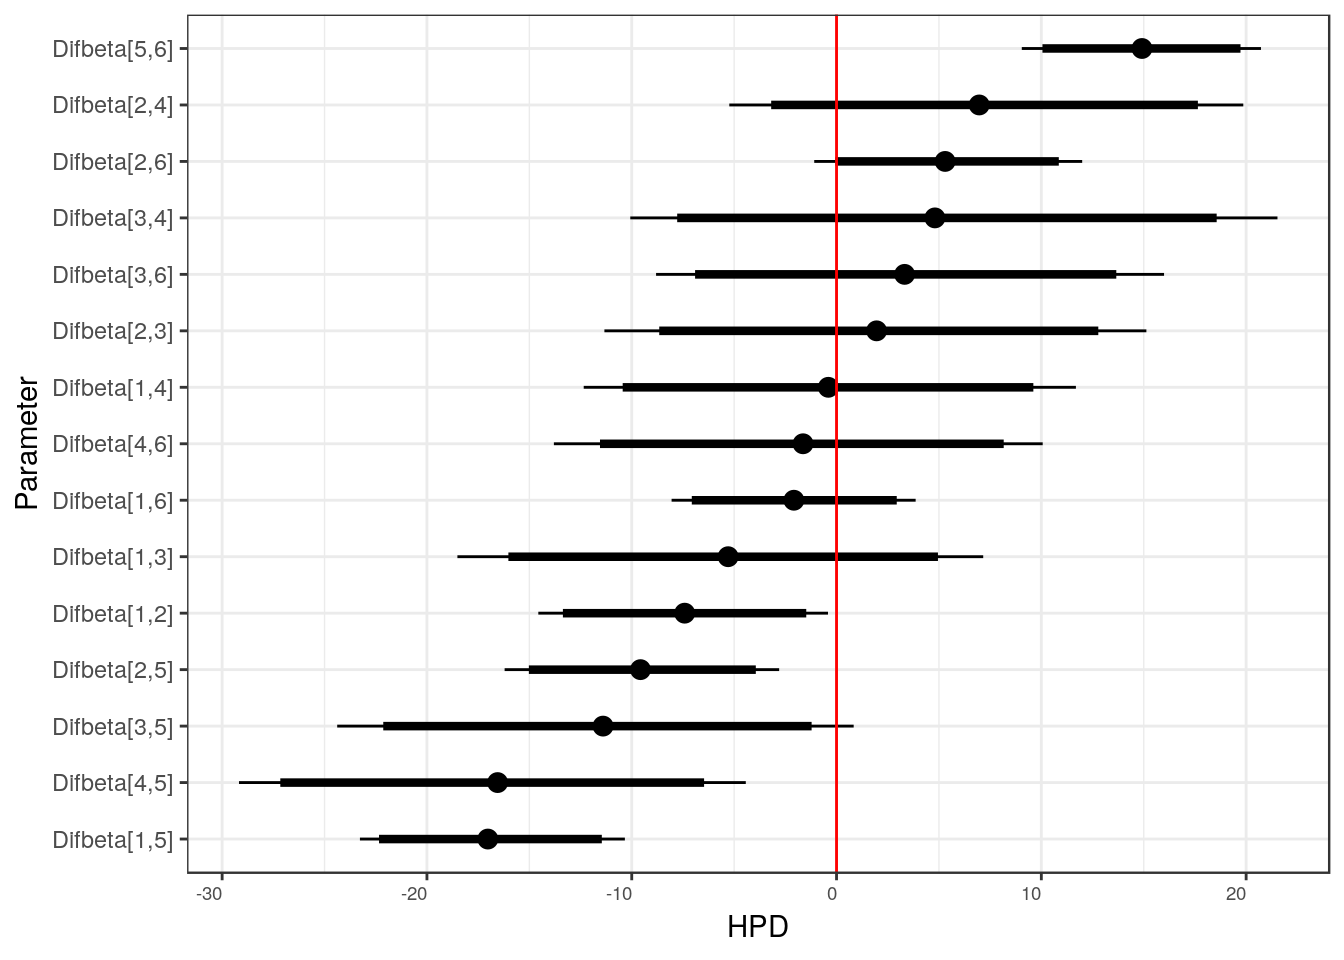 Difbeta[5,6]
Difbeta[2,4]
Difbeta[2,6]
Difbeta[3,4]
Difbeta[3,6]
Difbeta[2,3]
Difbeta[1,4]
Difbeta[4,6]
Difbeta[1,6]
Difbeta[1,3]
Difbeta[1,2]
Difbeta[2,5]
Difbeta[3,5]
Difbeta[4,5]
Difbeta[1,5]
Parameter
-30 -20 -10 0 10 20
HPD